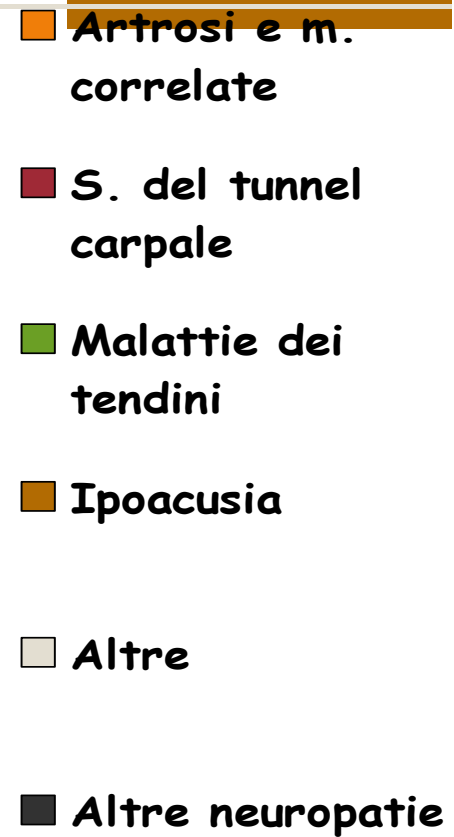 Artrosi e m.
correlate
S. del tunnel
carpale
Malattie dei
tendini
Ipoacusia
Altre
Altre neuropatie